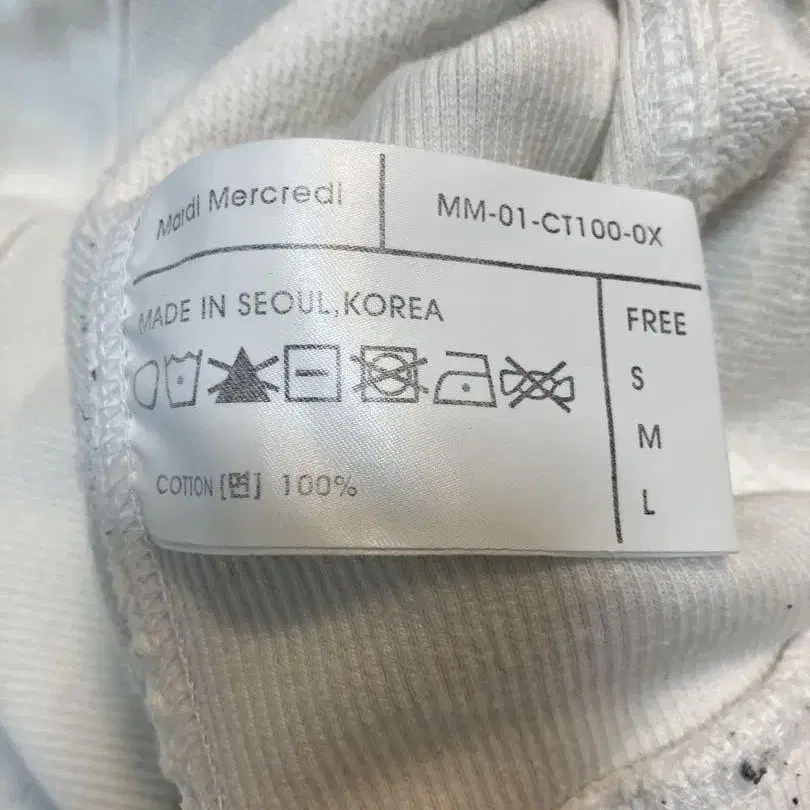 Mardi Mercredi
MM-01-CT100-0X
MADE IN SEOUL,KOREA
COTTON [면] 100%
FREE
S
M
L